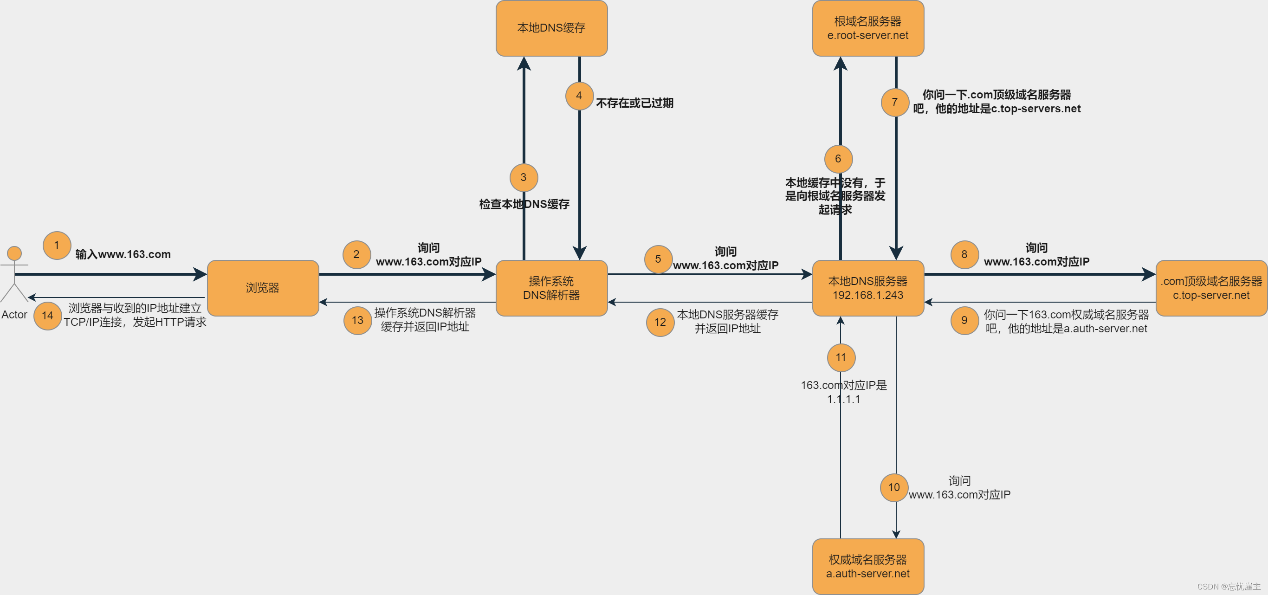 本地DNS缓存
根域名服务器
e.root-server.net
4
不存在或已过期
7
你问一下.com顶级域名服务器
吧，他的地址是c.top-servers.net
3
检查本地DNS缓存
6
本地缓存中没有，于
是向根域名服务器发
起请求
1
输入www.163.com
2
询问
www.163.com对应IP
5
询问
www.163.com对应IP
8
询问
www.163.com对应IP
浏览器
操作系统
DNS解析器
本地DNS服务器
192.168.1.243
.com顶级域名服务器
c.top-server.net
Actor
14
浏览器与收到的IP地址建立
TCP/IP连接，发起HTTP请求
13
操作系统DNS解析器
缓存并返回IP地址
12
本地DNS服务器缓存
并返回IP地址
9
你问一下163.com权威域名服务器
吧，他的地址是a.auth-server.net
11
163.com对应IP是
1.1.1.1
10
询问
www.163.com对应IP
权威域名服务器
a.auth-server.net
CSDN @忘忧崖主